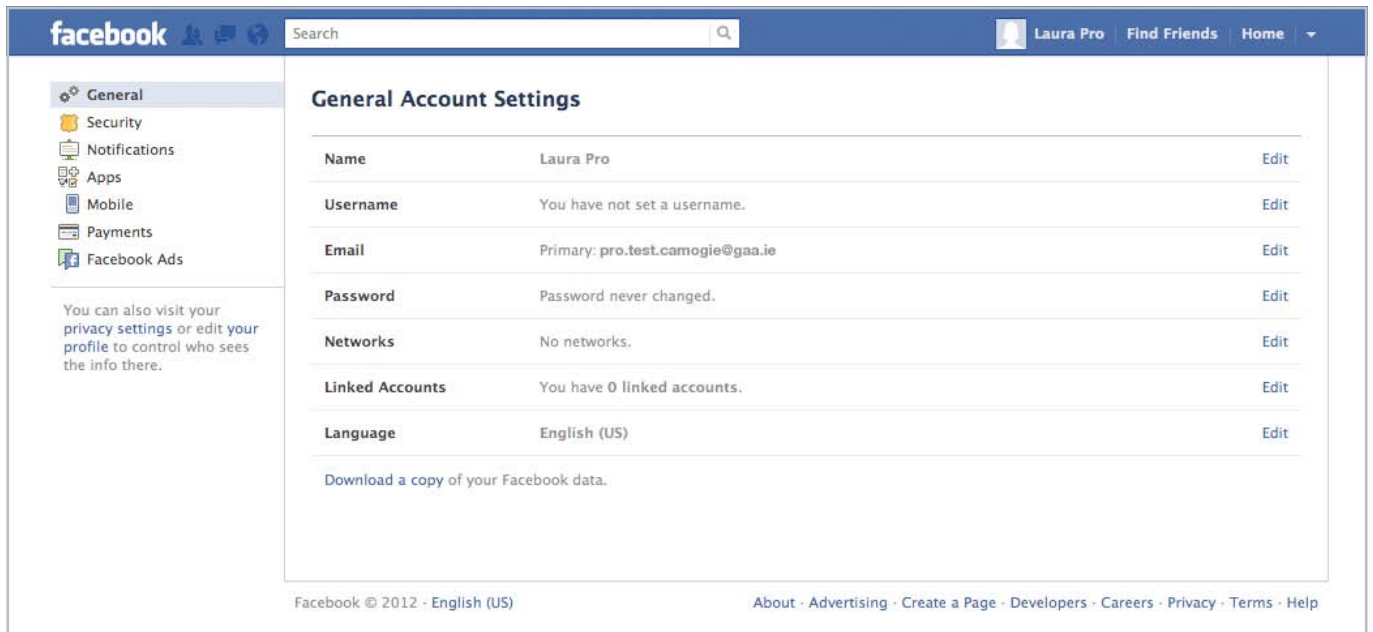 facebook
Search
Laura Pro
Find Friends
Home
General
Security
Notifications
Apps
Mobile
Payments
Facebook Ads
You can also visit your
privacy settings or edit your
profile to control who sees
the info there.
General Account Settings
Name Laura Pro Edit
Username You have not set a username. Edit
Email Primary: pro.test.camogie@gaa.ie Edit
Password Password never changed. Edit
Networks No networks. Edit
Linked Accounts You have 0 linked accounts. Edit
Language English (US) Edit
Download a copy of your Facebook data.
Facebook © 2012 · English (US)
About · Advertising · Create a Page · Developers · Careers · Privacy · Terms · Help